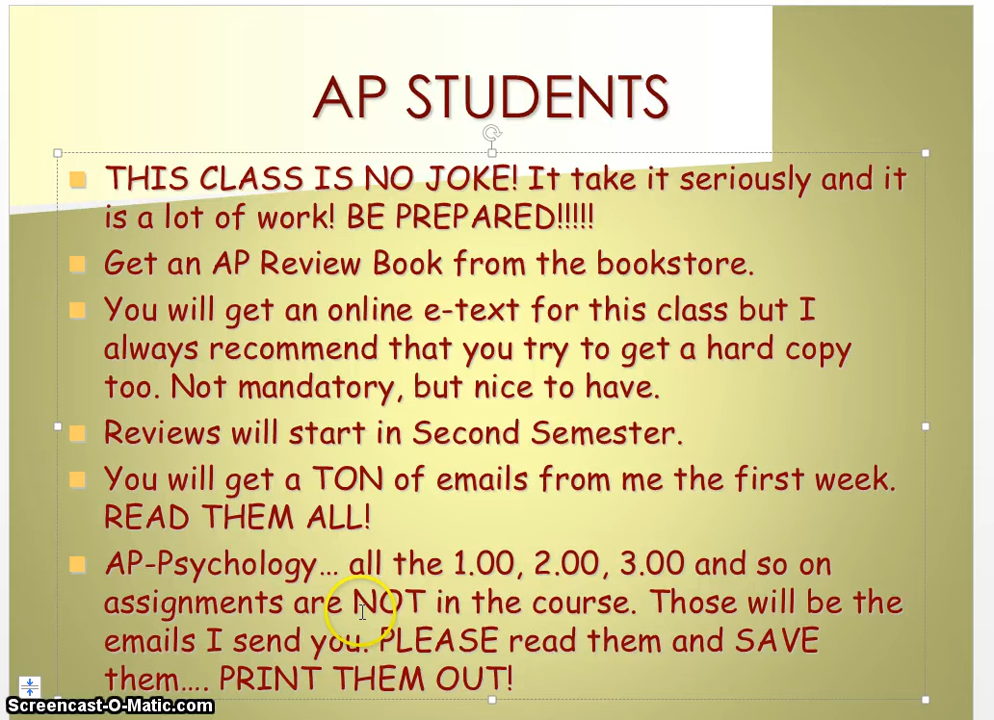 AP STUDENTS
THIS CLASS IS NO JOKE! It take it seriously and it
is a lot of work! BE PREPARED!!!!!
Get an AP Review Book from the bookstore.
You will get an online e-text for this class but I
always recommend that you try to get a hard copy
too. Not mandatory, but nice to have.
Reviews will start in Second Semester.
You will get a TON of emails from me the first week.
READ THEM ALL!
AP-Psychology… all the 1.00, 2.00, 3.00 and so on
assignments are NOT in the course. Those will be the
emails I send you. PLEASE read them and SAVE
them…. PRINT THEM OUT!
Screencast-O-Matic.com